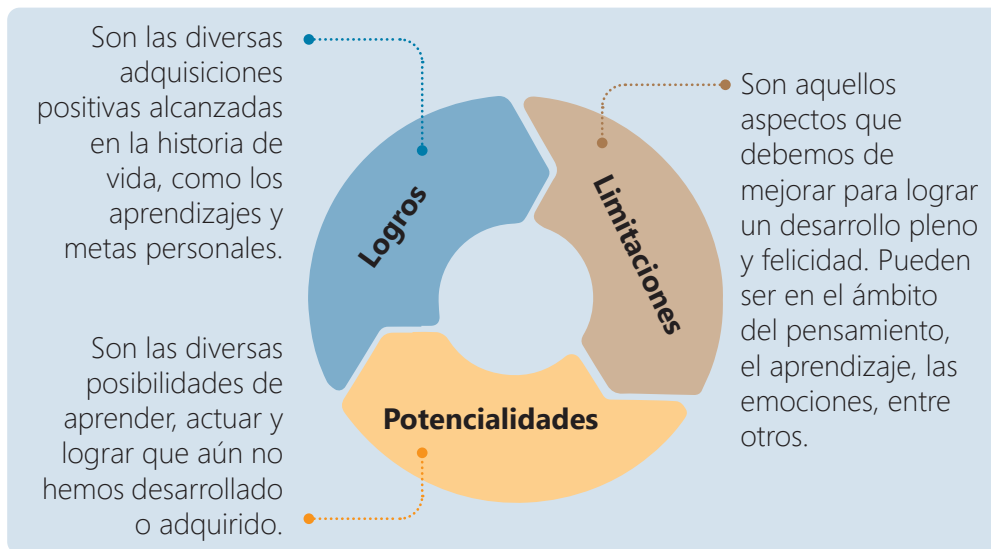 Son las diversas
adquisiciones
positivas alcanzadas
en la historia de
vida, como los
aprendizajes y
metas personales.
Logros
Limitaciones
Son aquellos
aspectos que
debemos de
mejorar para lograr
un desarrollo pleno
y felicidad. Pueden
ser en el ámbito
del pensamiento,
el aprendizaje, las
emociones, entre
otros.
Son las diversas
posibilidades de
aprender, actuar y
lograr que aún no
hemos desarrollado
o adquirido.
Potencialidades